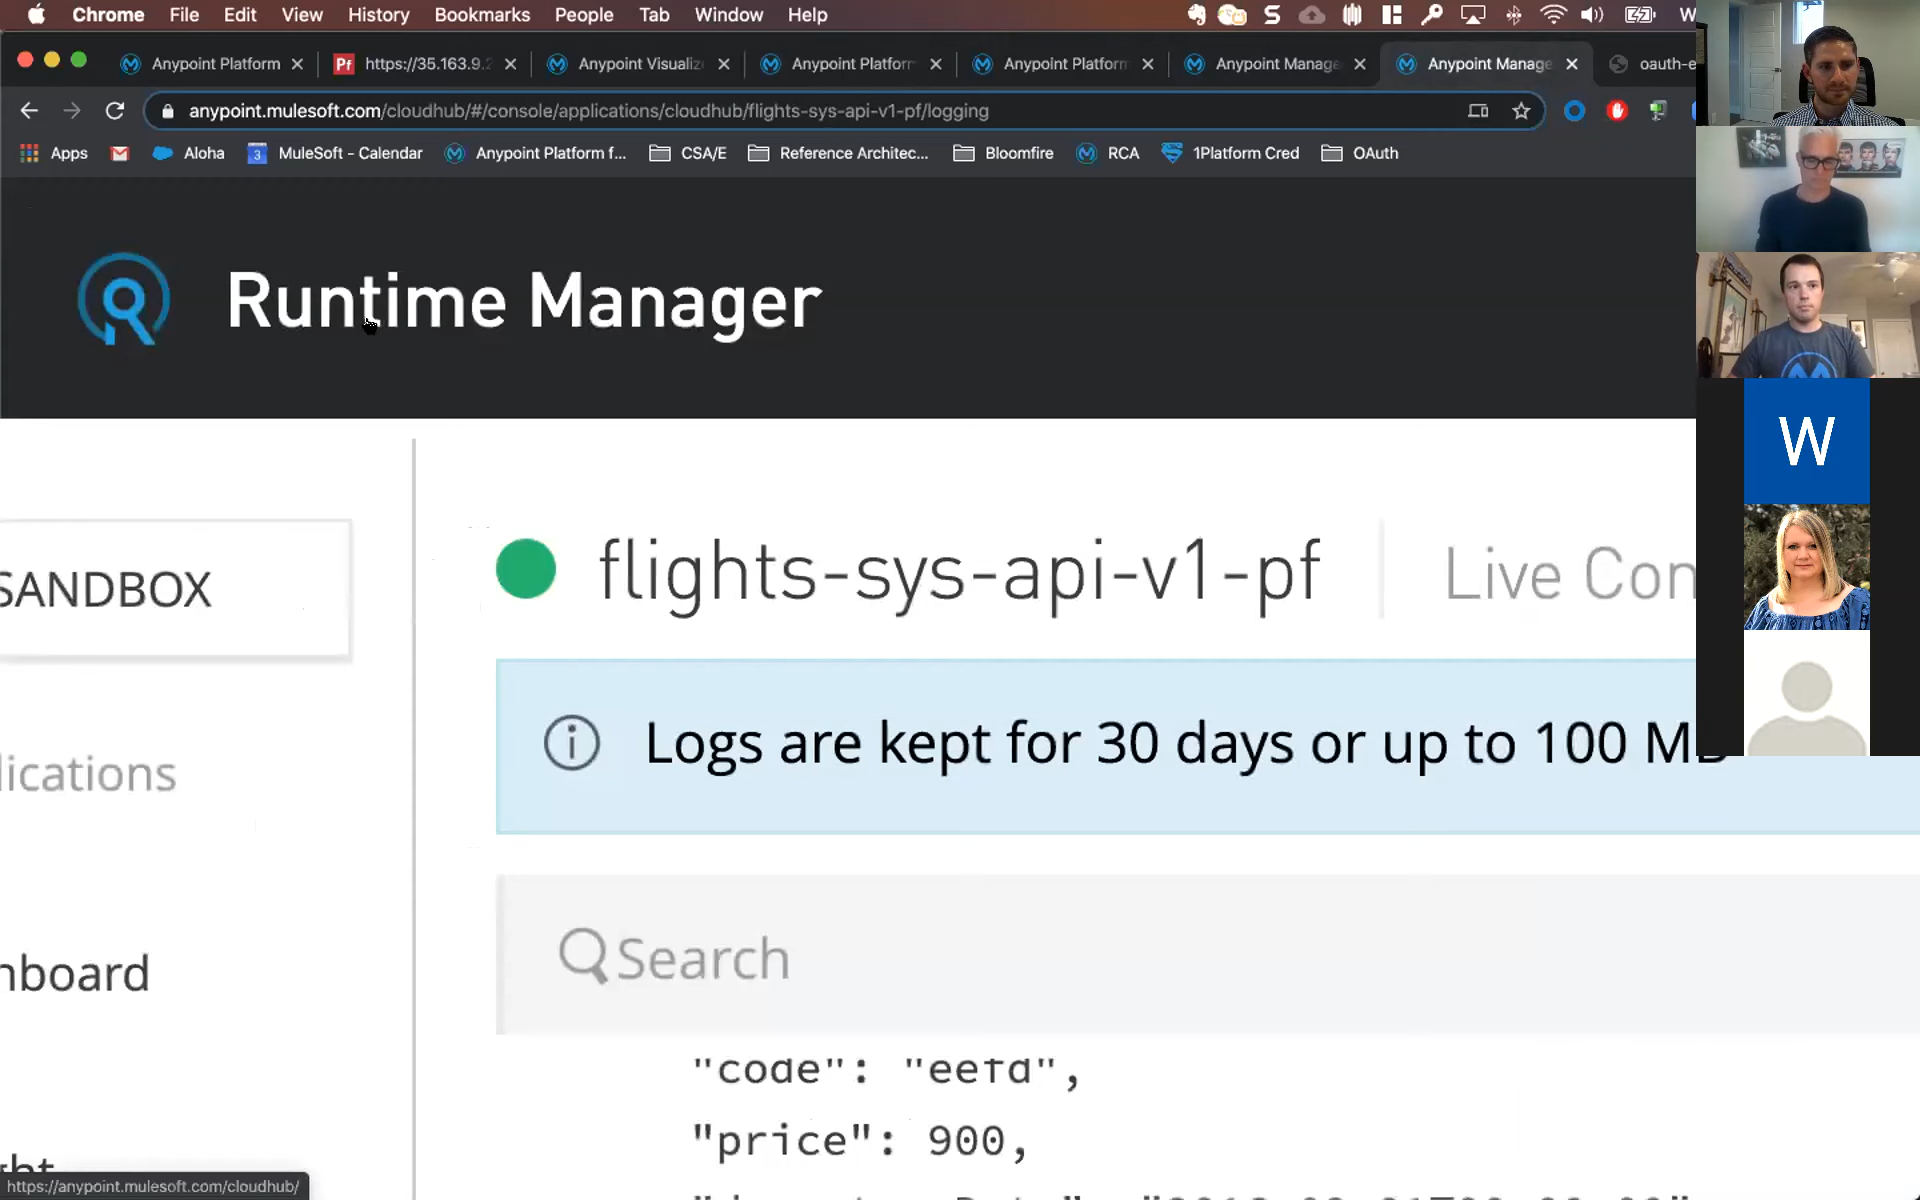 Chrome File Edit View History Bookmarks People Tab Window Help
Anypoint Platform https://35.163.9.2 Anypoint Visualiz Anypoint Platform Anypoint Platform Anypoint Manage Anypoint Manage oauth-e
anypoint.mulesoft.com/cloudhub/#/console/applications/cloudhub/flights-sys-api-v1-pf/logging
Apps Aloha 3 MuleSoft - Calendar Anypoint Platform f... CSA/E Reference Architec... Bloomfire RCA 1Platform Cred OAuth
Runtime Manager
W
SANDBOX
flights-sys-api-v1-pf Live Con
Logs are kept for 30 days or up to 100 MB
lications
Search
nboard
"code": "eefd",
"price": 900,
https://anypoint.mulesoft.com/cloudhub/